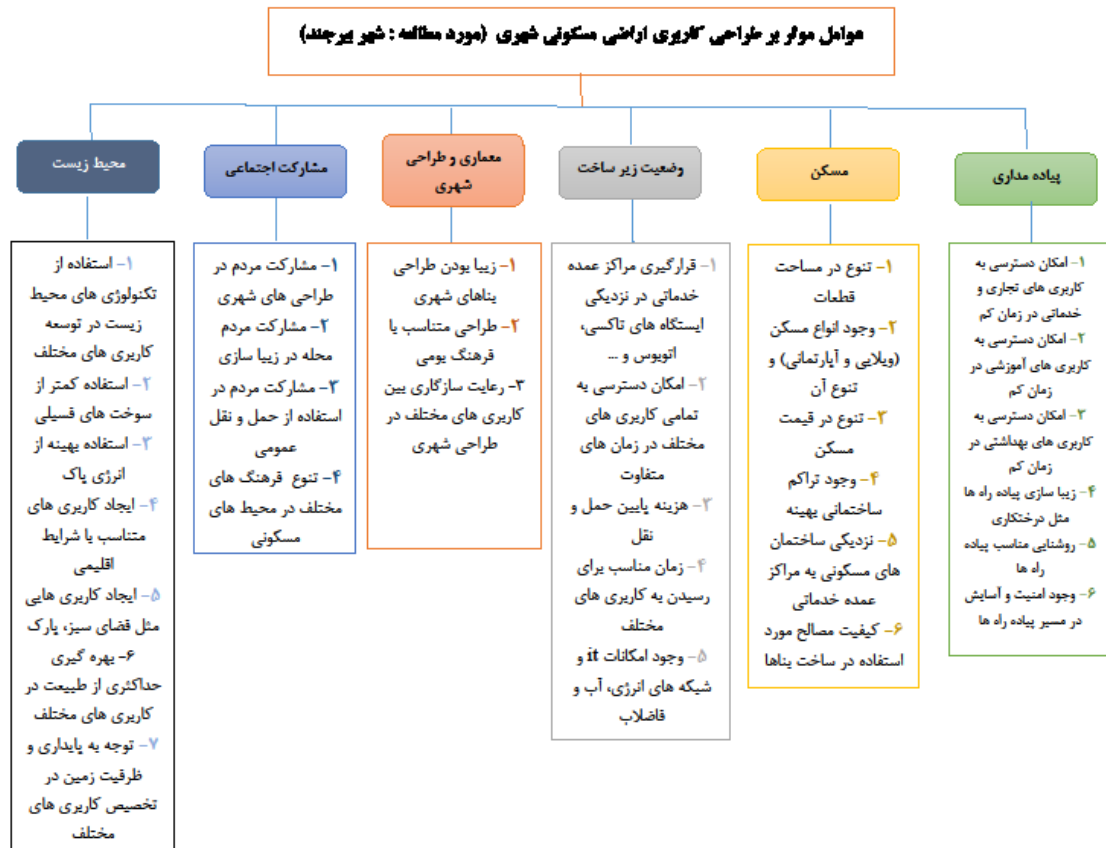 عوامل موثر بر طراحی کاربری اراضی مسکونی شهری (مورد مطالعه : شهر بیرجند)
پیاده مداری
۱- امکان دسترسی به
کاربری های تجاری و
خدماتی در زمان کم
۲- امکان دسترسی به
کاربری های آموزشی در
زمان کم
۳- امکان دسترسی به
کاربری های بهداشتی در
زمان کم
۴- زیبا سازی پیاده راه ها
مثل درختکاری
۵- روشنایی مناسب پیاده
راه ها
۶- وجود امنیت و آسایش
در مسیر پیاده راه ها
مسکن
۱- تنوع در مساحت
قطعات
۲- وجود انواع مسکن
(ویلایی و آپارتمانی) و
تنوع آن
۳- تنوع در قیمت
مسکن
۴- وجود تراکم
ساختمانی بهینه
۵- نزدیکی ساختمان
های مسکونی به مراکز
عمده خدماتی
۶- کیفیت مصالح مورد
استفاده در ساخت بناها
وضعیت زیر ساخت
۱- قرارگیری مراکز عمده
خدماتی در نزدیکی
ایستگاه های تاکسی،
اتوبوس و ...
۲- امکان دسترسی به
تمامی کاربری های
مختلف در زمان های
متفاوت
۳- هزینه پایین حمل و
نقل
۴- زمان مناسب برای
رسیدن به کاربری های
مختلف
۵- وجود امکانات it و
شبکه های انرژی، آب و
فاضلاب
معماری و طراحی
شهری
۱- زیبا بودن طراحی
بناهای شهری
۲- طراحی متناسب با
فرهنگ بومی
۳- رعایت سازگاری بین
کاربری های مختلف در
طراحی شهری
مشارکت اجتماعی
۱- مشارکت مردم در
طراحی های شهری
۲- مشارکت مردم
محله در زیبا سازی
۳- مشارکت مردم در
استفاده از حمل و نقل
عمومی
۴- تنوع فرهنگ های
مختلف در محیط های
مسکونی
محیط زیست
۱- استفاده از
تکنولوژی های محیط
زیست در توسعه
کاربری های مختلف
۲- استفاده کمتر از
سوخت های فسیلی
۳- استفاده بهینه از
انرژی پاک
۴- ایجاد کاربری های
متناسب با شرایط
اقلیمی
۵- ایجاد کاربری هایی
مثل فضای سبز، پارک
۶- بهره گیری
حداکثری از طبیعت در
کاربری های مختلف
۷- توجه به پایداری و
ظرفیت زمین در
تخصیص کاربری های
مختلف